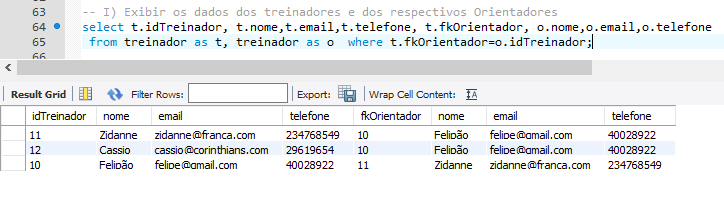 63 -- I) Exibir os dados dos treinadores e dos respectivos Orientadores
64 select t.idTreinador, t.nome,t.email,t.telefone, t.fkOrientador, o.nome,o.email,o.telefone
65 from treinador as t, treinador as o where t.fkOrientador=o.idTreinador;
66
Result Grid Filter Rows: Export: Wrap Cell Content:
idTreinador nome email telefone fkOrientador nome email telefone
11 Zidanne zidanne@franca.com 234768549 10 Felipão felipe@gmail.com 40028922
12 Cassio cassio@corinthians.com 29619654 10 Felipão felipe@gmail.com 40028922
10 Felipão felipe@gmail.com 40028922 11 Zidanne zidanne@franca.com 234768549